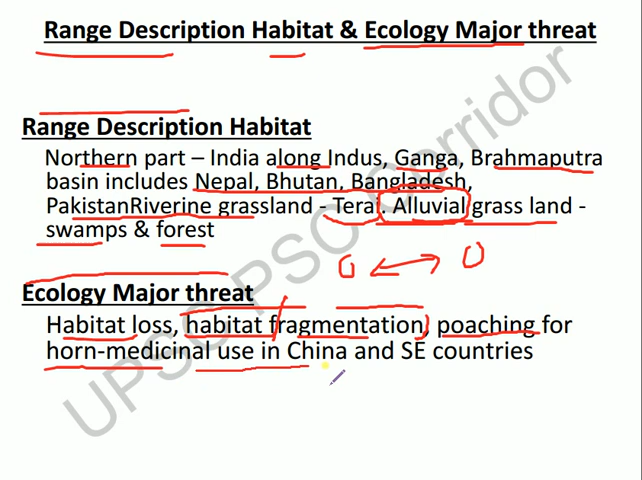 Range Description Habitat & Ecology Major threat
Range Description Habitat
Northern part – India along Indus, Ganga, Brahmaputra
basin includes Nepal, Bhutan, Bangladesh,
PakistanRiverine grassland - Terai. Alluvial grass land -
swamps & forest
Ecology Major threat
Habitat loss, habitat fragmentation, poaching for
horn-medicinal use in China and SE countries
UPSC PSC Corridor